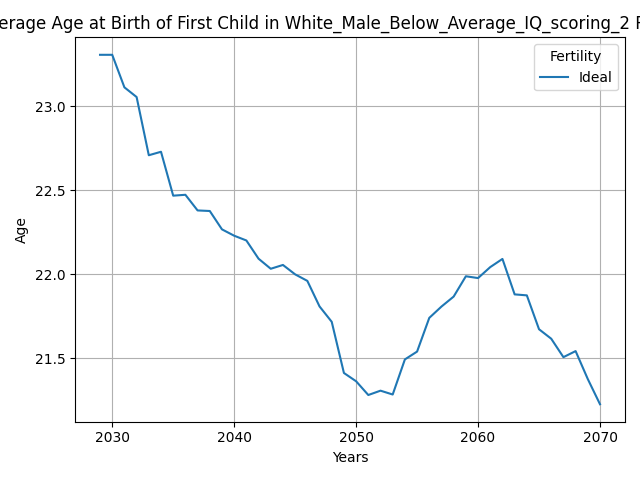 Age at Birth of First Child in White_Male_Below_Average_IQ_scoring_2
Fertility
Ideal
23.0
22.5
22.0
21.5
Age
2030 2040 2050 2060 2070
Years